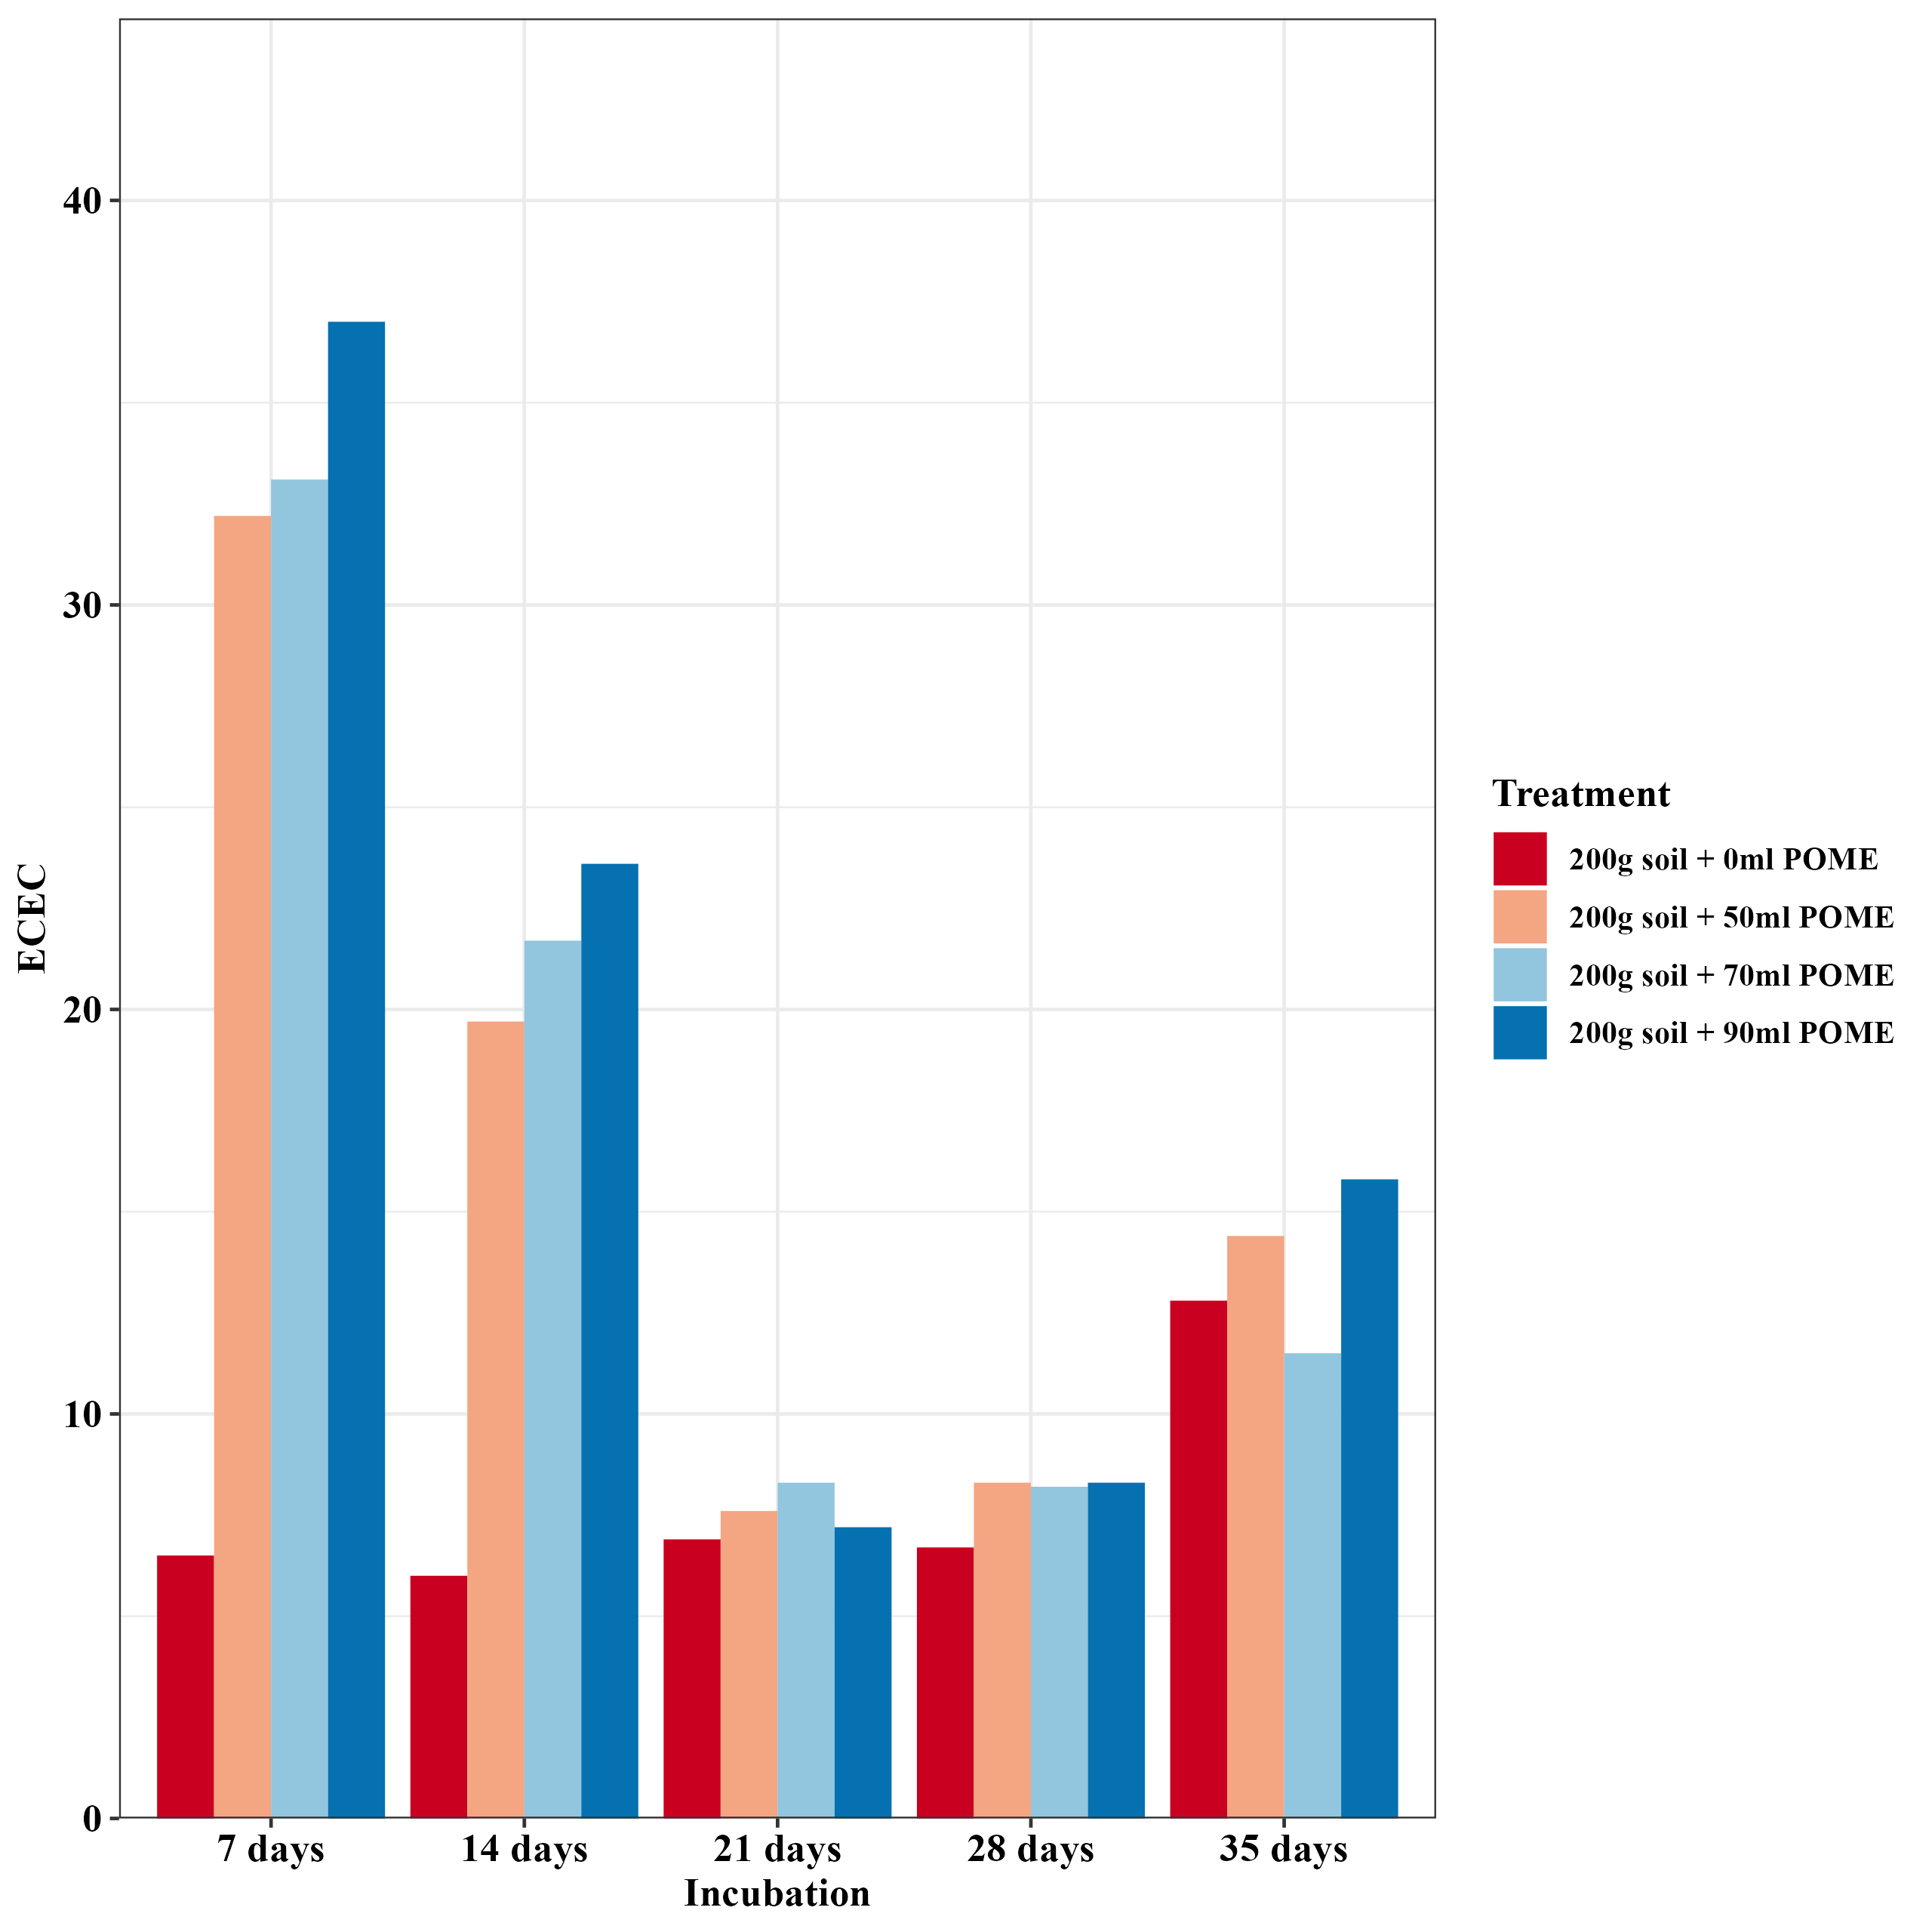 40
30
20
10
0
ECEC
7 days
14 days
21 days
28 days
35 days
Incubation
Treatment
200g soil + 0ml POME
200g soil + 50ml POME
200g soil + 70ml POME
200g soil + 90ml POME